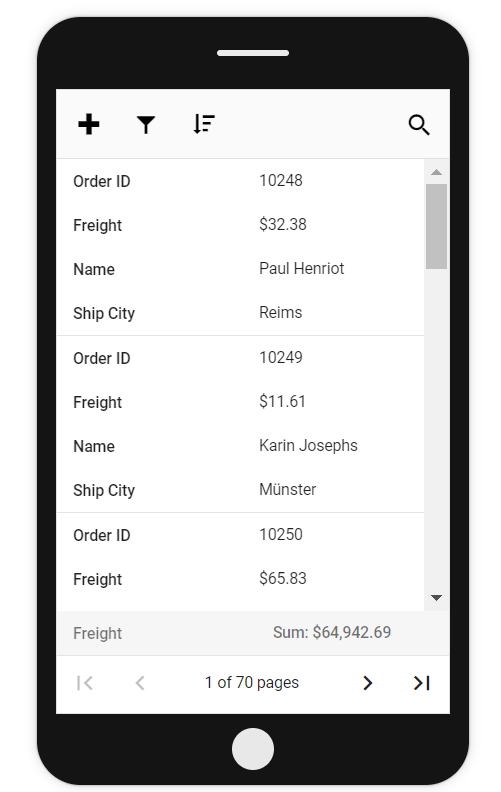 Order ID 10248
Freight $32.38
Name Paul Henriot
Ship City Reims
Order ID 10249
Freight $11.61
Name Karin Josephs
Ship City Münster
Order ID 10250
Freight $65.83
Freight Sum: $64,942.69
1 of 70 pages